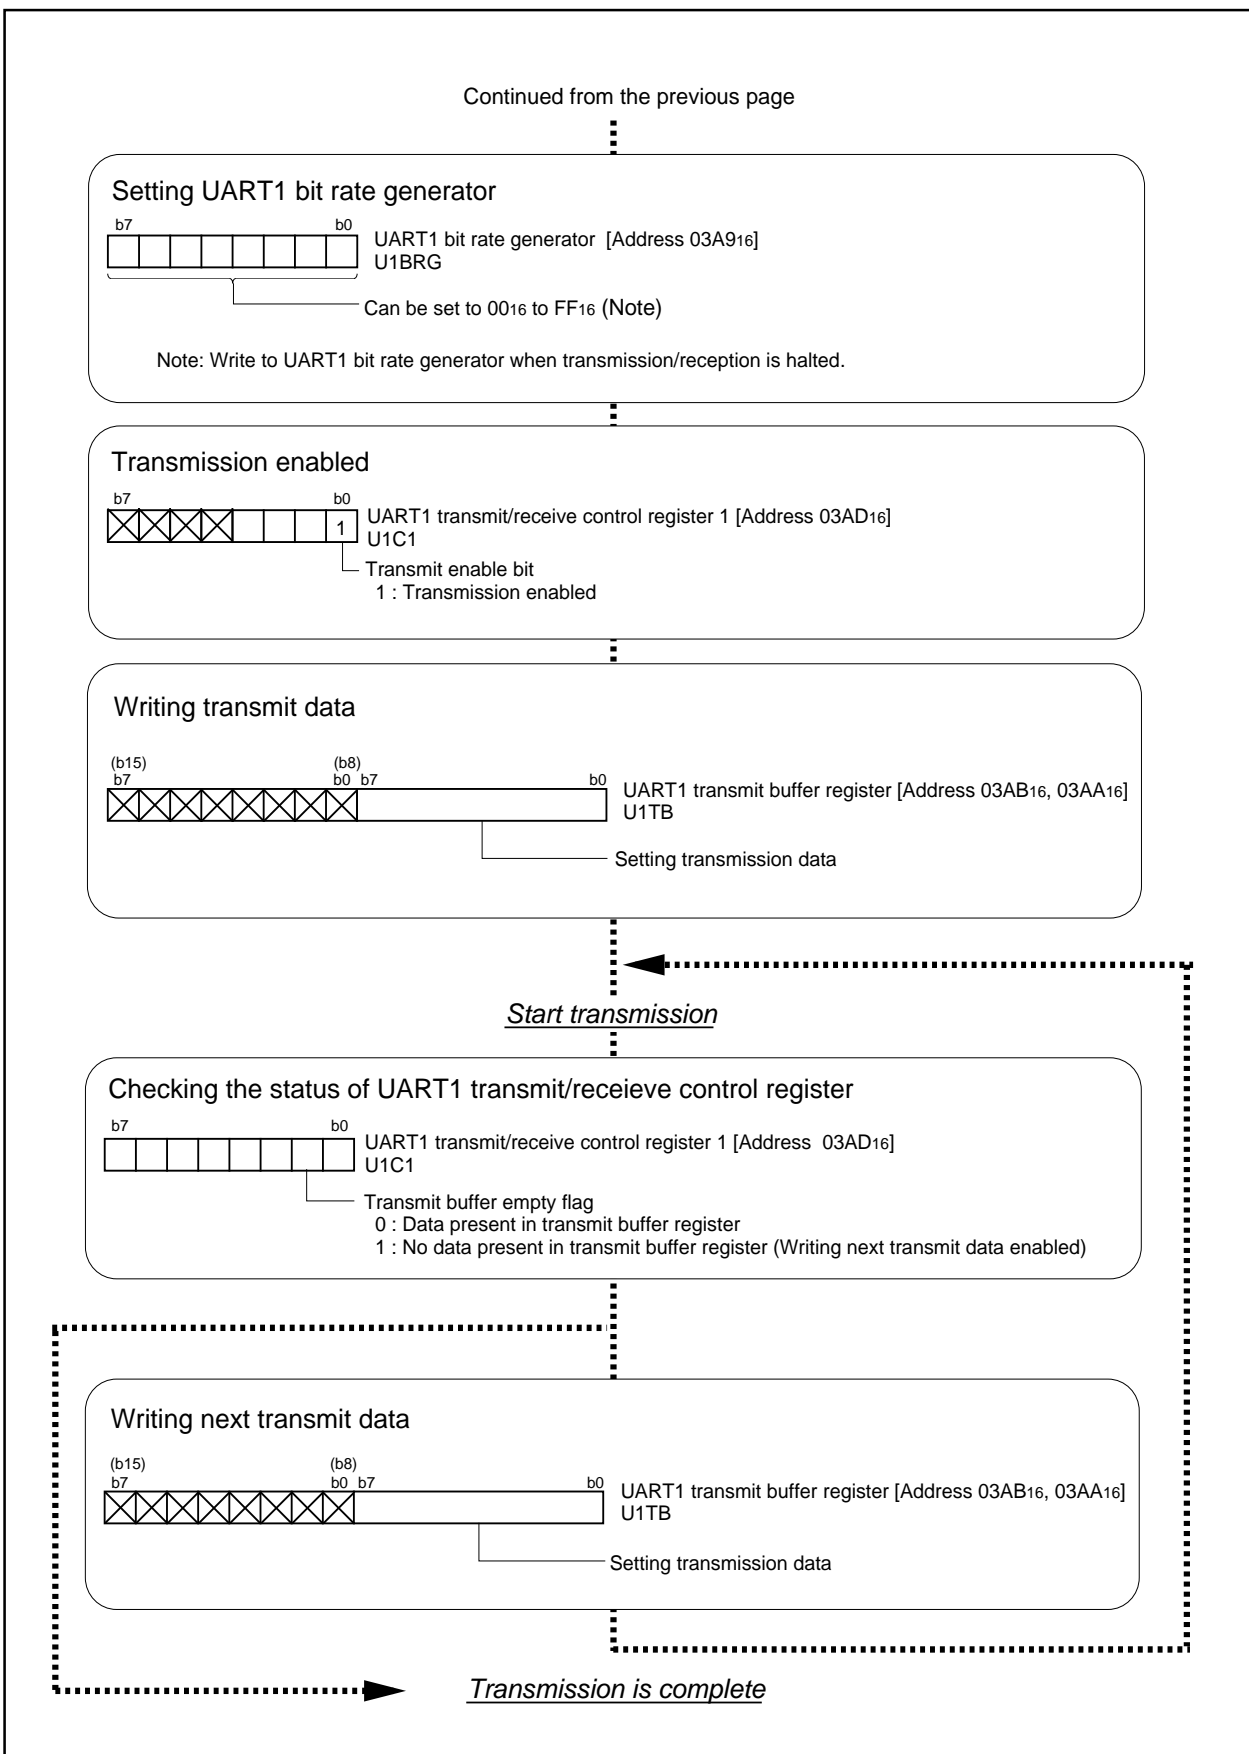 Continued from the previous page
Setting UART1 bit rate generator
b7 b0
UART1 bit rate generator [Address 03A916]
U1BRG
Can be set to 0016 to FF16 (Note)
Note: Write to UART1 bit rate generator when transmission/reception is halted.
Transmission enabled
b7 b0
1
UART1 transmit/receive control register 1 [Address 03AD16]
U1C1
Transmit enable bit
1 : Transmission enabled
Writing transmit data
(b15) (b8)
b7 b0 b7 b0
UART1 transmit buffer register [Address 03AB16, 03AA16]
U1TB
Setting transmission data
Start transmission
Checking the status of UART1 transmit/receieve control register
b7 b0
UART1 transmit/receive control register 1 [Address 03AD16]
U1C1
Transmit buffer empty flag
0 : Data present in transmit buffer register
1 : No data present in transmit buffer register (Writing next transmit data enabled)
Writing next transmit data
(b15) (b8)
b7 b0 b7 b0
UART1 transmit buffer register [Address 03AB16, 03AA16]
U1TB
Setting transmission data
Transmission is complete